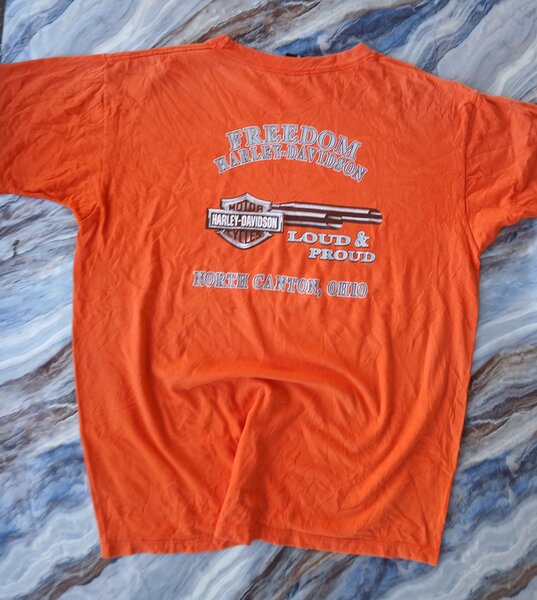 FREEDOM
HARLEY-DAVIDSON
MOTOR
HARLEY-DAVIDSON
CYCLES
LOUD &
PROUD
NORTH CANTON, OHIO